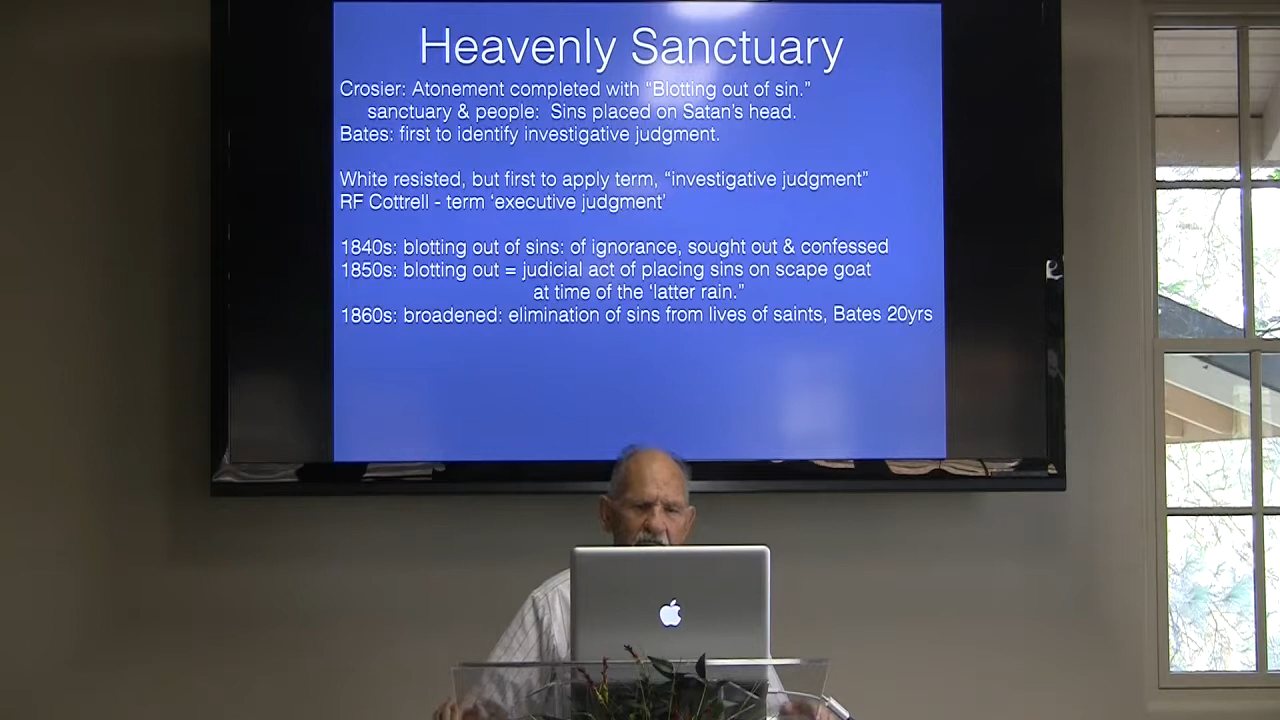 Heavenly Sanctuary
Crosier: Atonement completed with “Blotting out of sin.”
sanctuary & people: Sins placed on Satan's head.
Bates: first to identify investigative judgment.
White resisted, but first to apply term, “investigative judgment”
RF Cottrell - term ‘executive judgment’
1840s: blotting out of sins: of ignorance, sought out & confessed
1850s: blotting out = judicial act of placing sins on scape goat
at time of the ‘latter rain.”
1860s: broadened: elimination of sins from lives of saints, Bates 20yrs